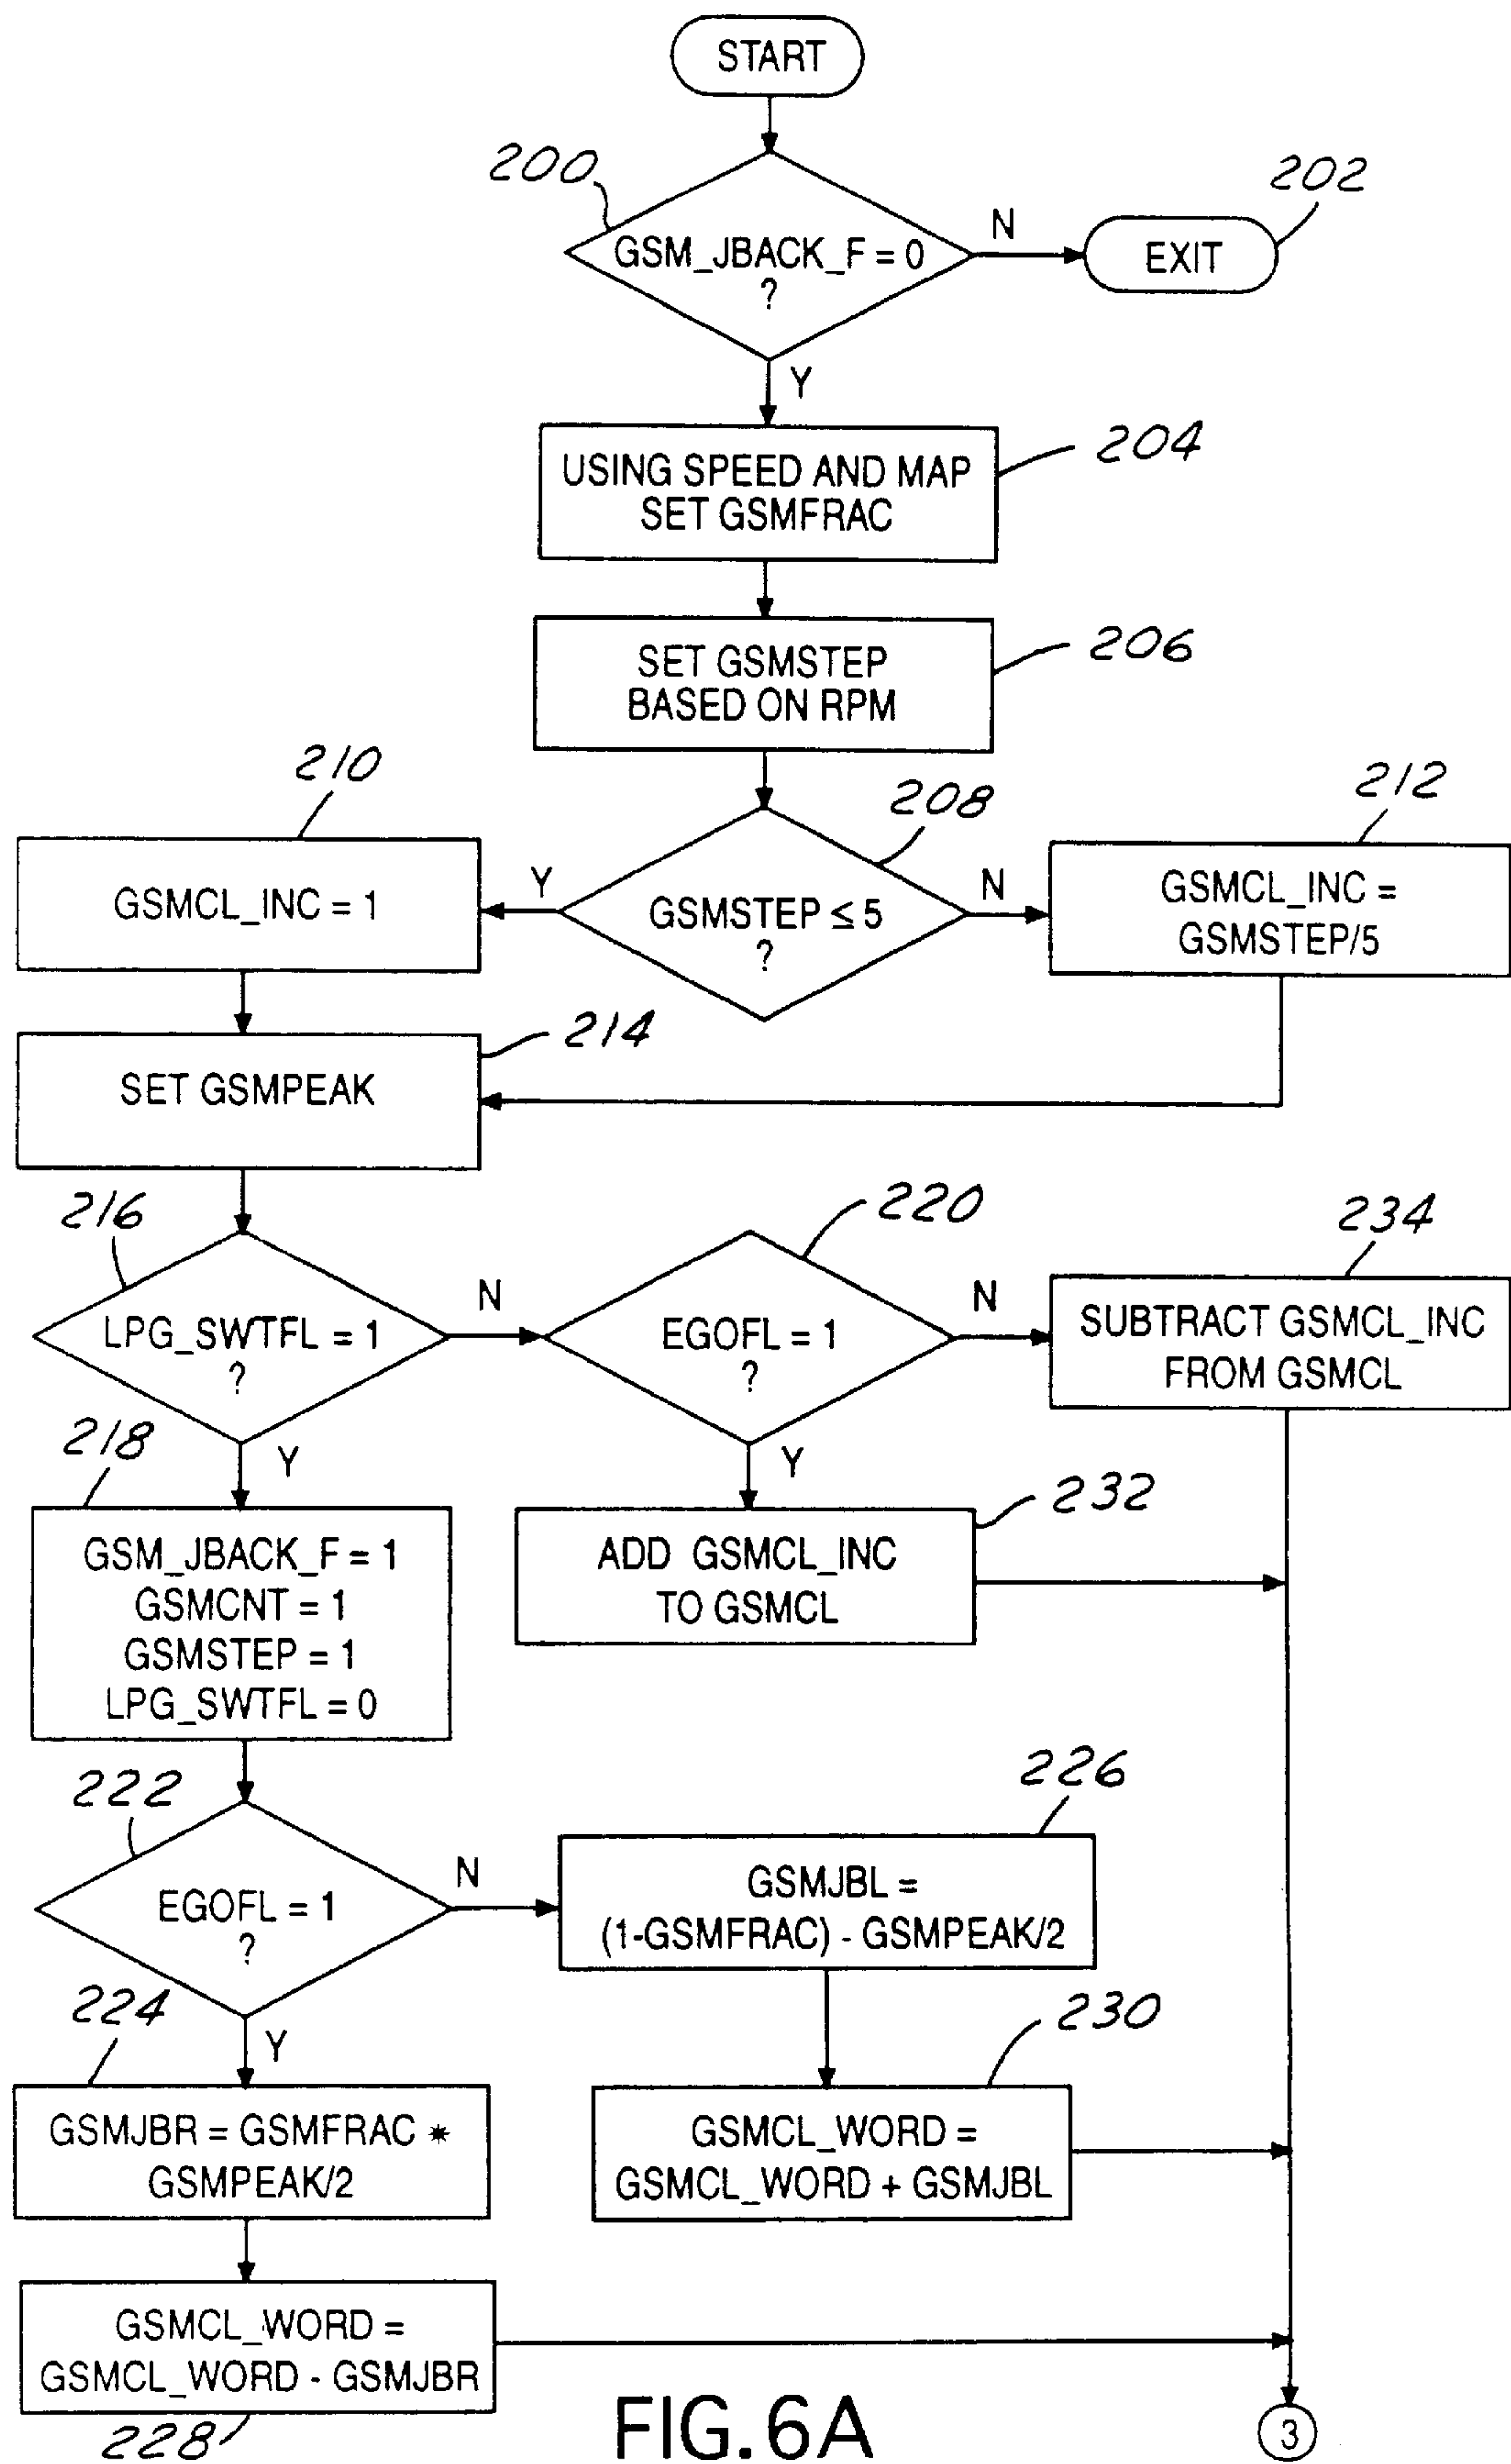 START
200
202
GSM_JBACK_F = 0
?
N
EXIT
Y
204
USING SPEED AND MAP
SET GSMFRAC
206
SET GSMSTEP
BASED ON RPM
210
208
212
GSMCL_INC = 1
Y
GSMSTEP ≤ 5
?
N
GSMCL_INC =
GSMSTEP/5
214
SET GSMPEAK
216
220
234
LPG_SWTFL = 1
?
N
EGOFL = 1
?
N
SUBTRACT GSMCL_INC
FROM GSMCL
218
Y
Y
232
GSM_JBACK_F = 1
GSMCNT = 1
GSMSTEP = 1
LPG_SWTFL = 0
ADD GSMCL_INC
TO GSMCL
222
226
EGOFL = 1
?
N
GSMJBL =
(1-GSMFRAC) - GSMPEAK/2
224
Y
230
GSMJBR = GSMFRAC *
GSMPEAK/2
GSMCL_WORD =
GSMCL_WORD + GSMJBL
GSMCL_WORD =
GSMCL_WORD - GSMJBR
228
FIG.6A
3